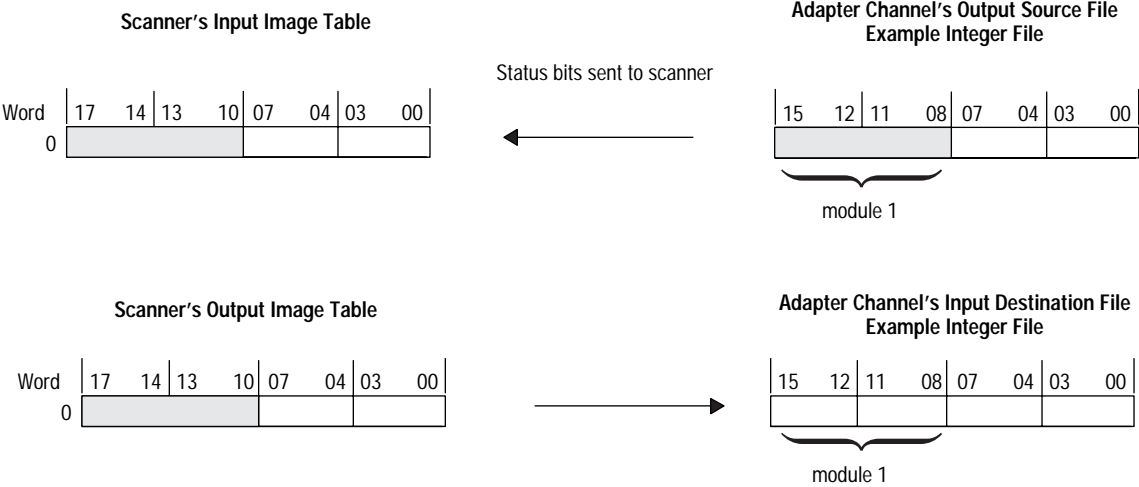 Scanner's Input Image Table
Adapter Channel's Output Source File
Example Integer File
Status bits sent to scanner
Word 17 14 13 10 07 04 03 00
0
15 12 11 08 07 04 03 00
module 1
Scanner's Output Image Table
Adapter Channel's Input Destination File
Example Integer File
Word 17 14 13 10 07 04 03 00
0
15 12 11 08 07 04 03 00
module 1